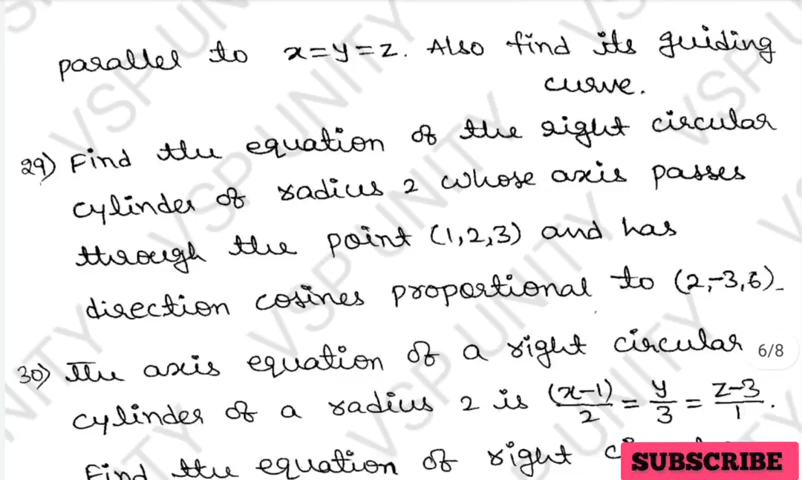 parallel to x=y=z. Also find its guiding
curve.
29) Find the equation of the right circular
cylinder of radius 2 whose axis passes
through the point (1,2,3) and has
direction cosines proportional to (2,-3,6)
30) The axis equation of a right circular
6/8
cylinder of a radius 2 is (x-1)/2 = y/3 = z-3/1.
Find the equation of right
SUBSCRIBE
VSP UNITY